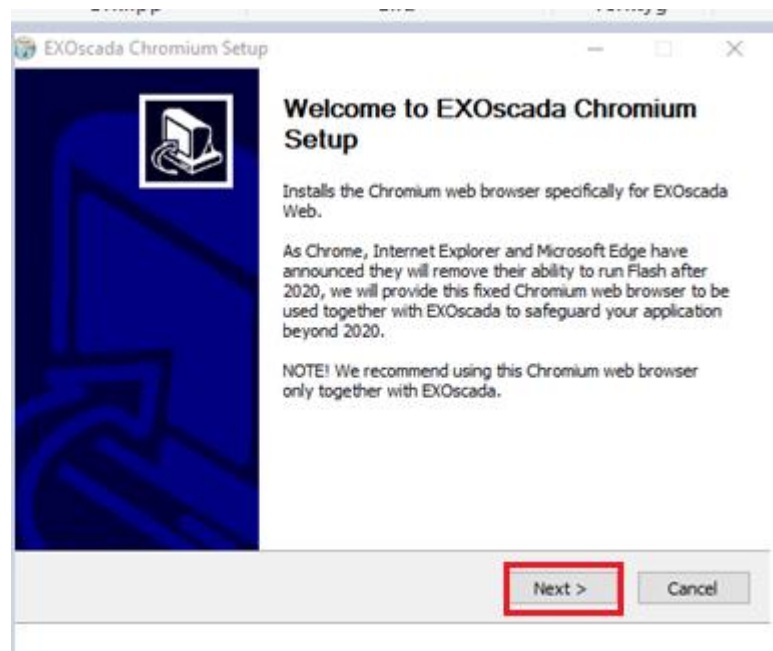 EXOscada Chromium Setup
Welcome to EXOscada Chromium
Setup
Installs the Chromium web browser specifically for EXOscada
Web.
As Chrome, Internet Explorer and Microsoft Edge have
announced they will remove their ability to run Flash after
2020, we will provide this fixed Chromium web browser to be
used together with EXOscada to safeguard your application
beyond 2020.
NOTE! We recommend using this Chromium web browser
only together with EXOscada.
Next >
Cancel